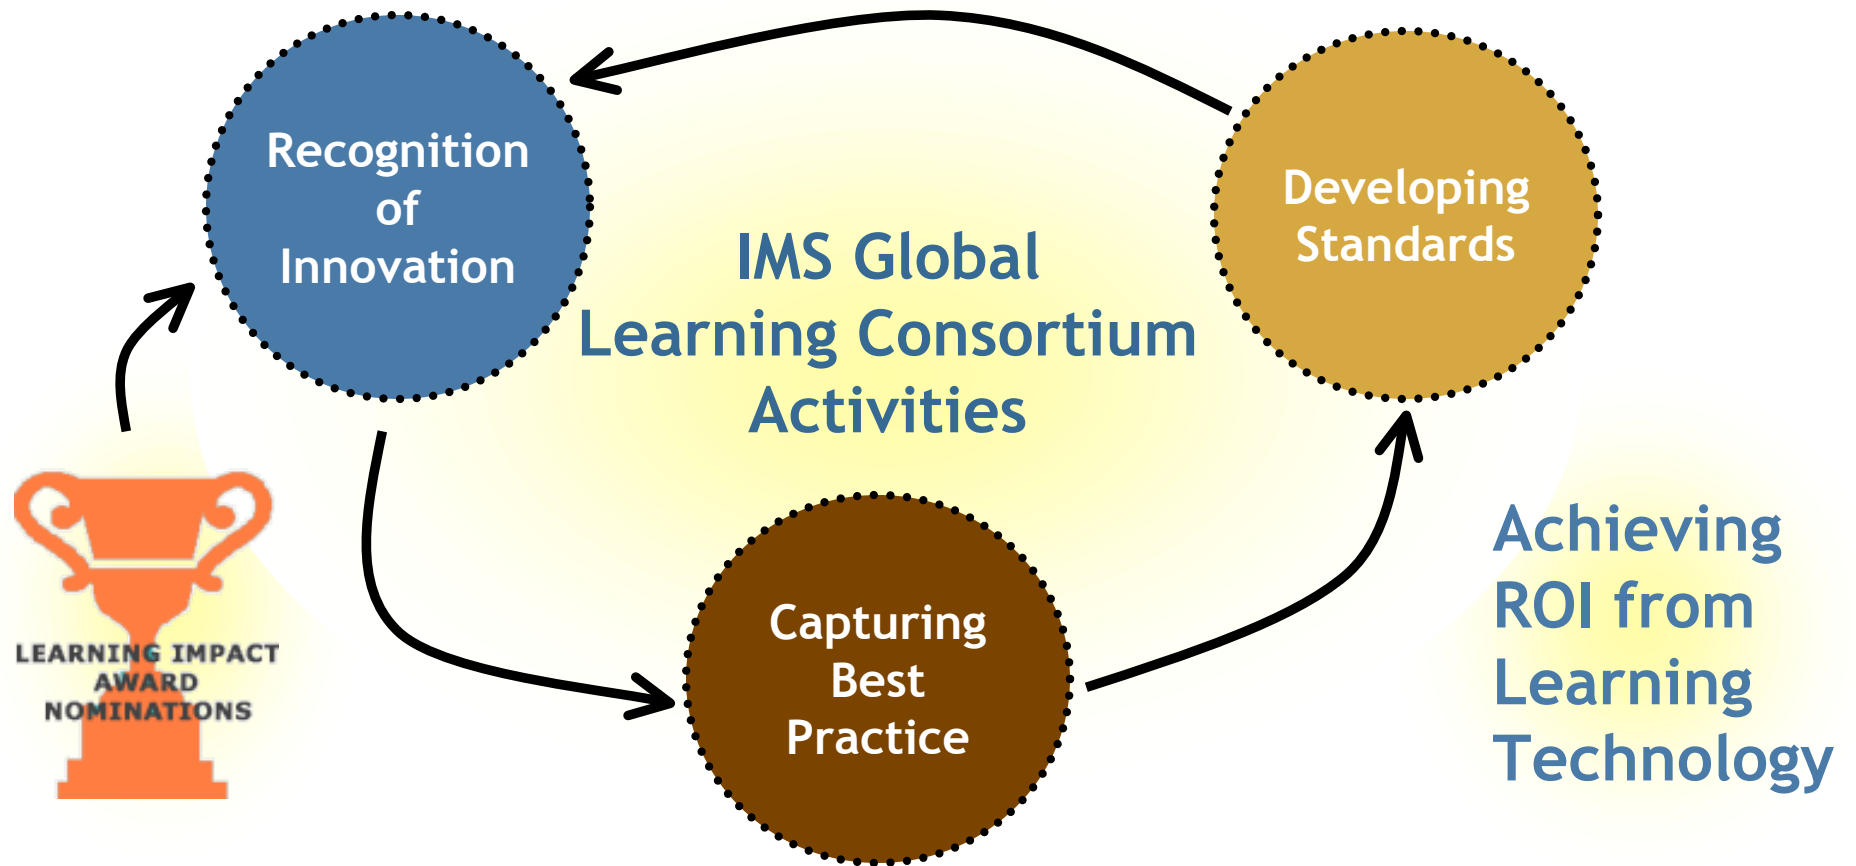 Recognition
of
Innovation
Developing
Standards
IMS Global
Learning Consortium
Activities
LEARNING IMPACT
AWARD
NOMINATIONS
Capturing
Best
Practice
Achieving
ROI from
Learning
Technology